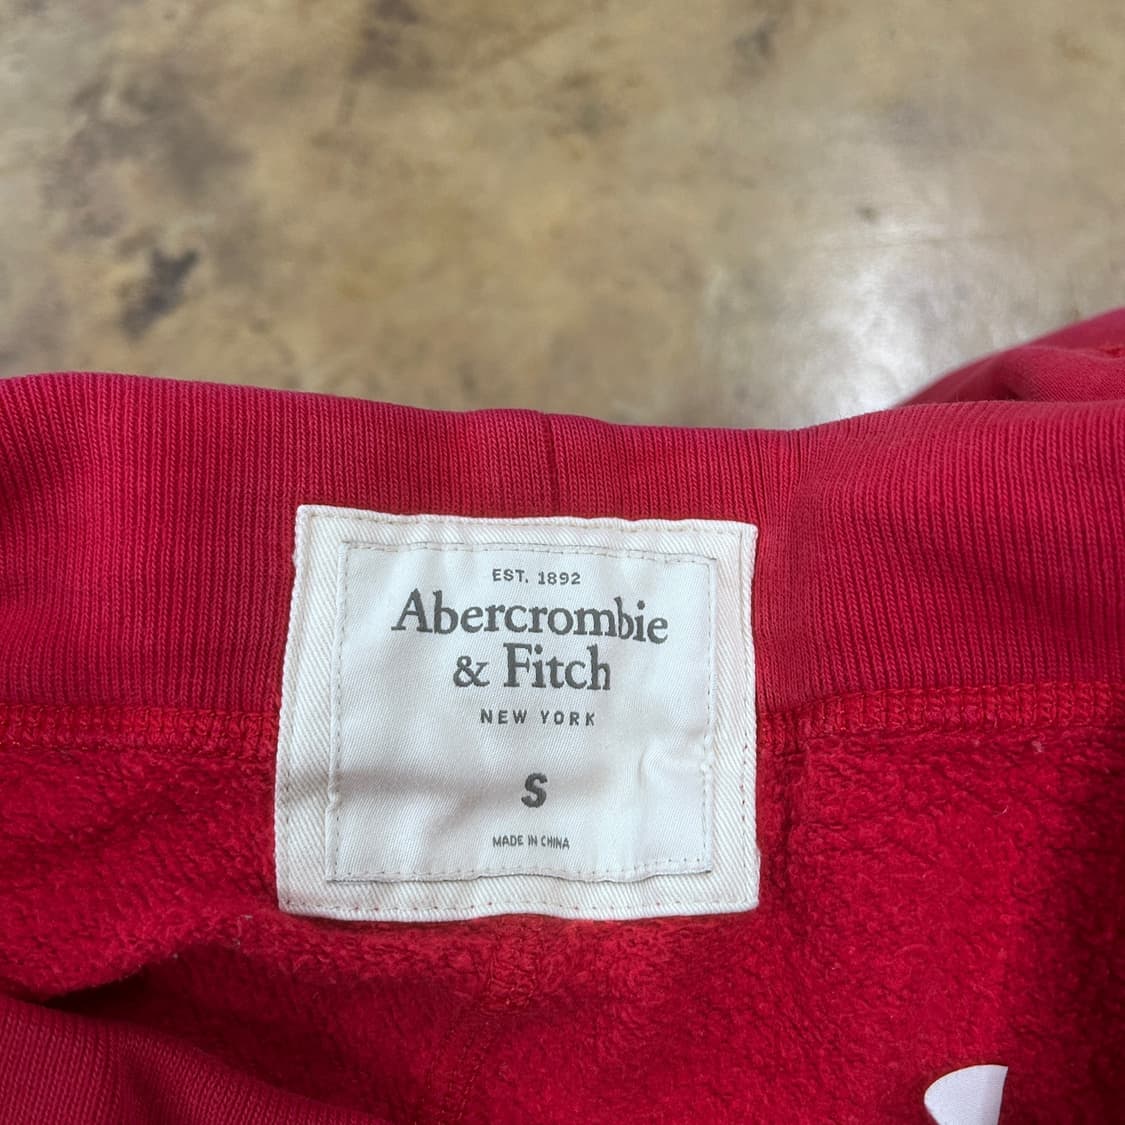 EST. 1892
Abercrombie
& Fitch
NEW YORK
S
MADE IN CHINA